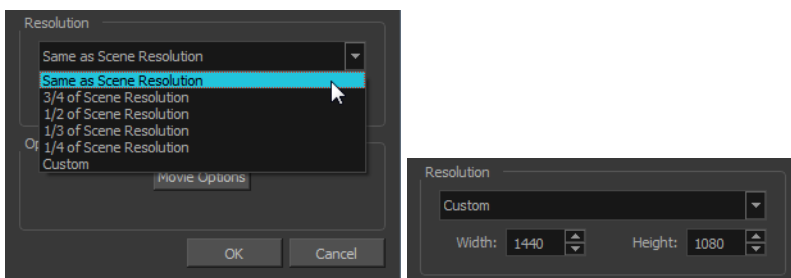 Resolution
Same as Scene Resolution
Same as Scene Resolution
3/4 of Scene Resolution
1/2 of Scene Resolution
1/3 of Scene Resolution
1/4 of Scene Resolution
Custom
Op
Movie Options
OK Cancel
Resolution
Custom
Width: 1440 Height: 1080